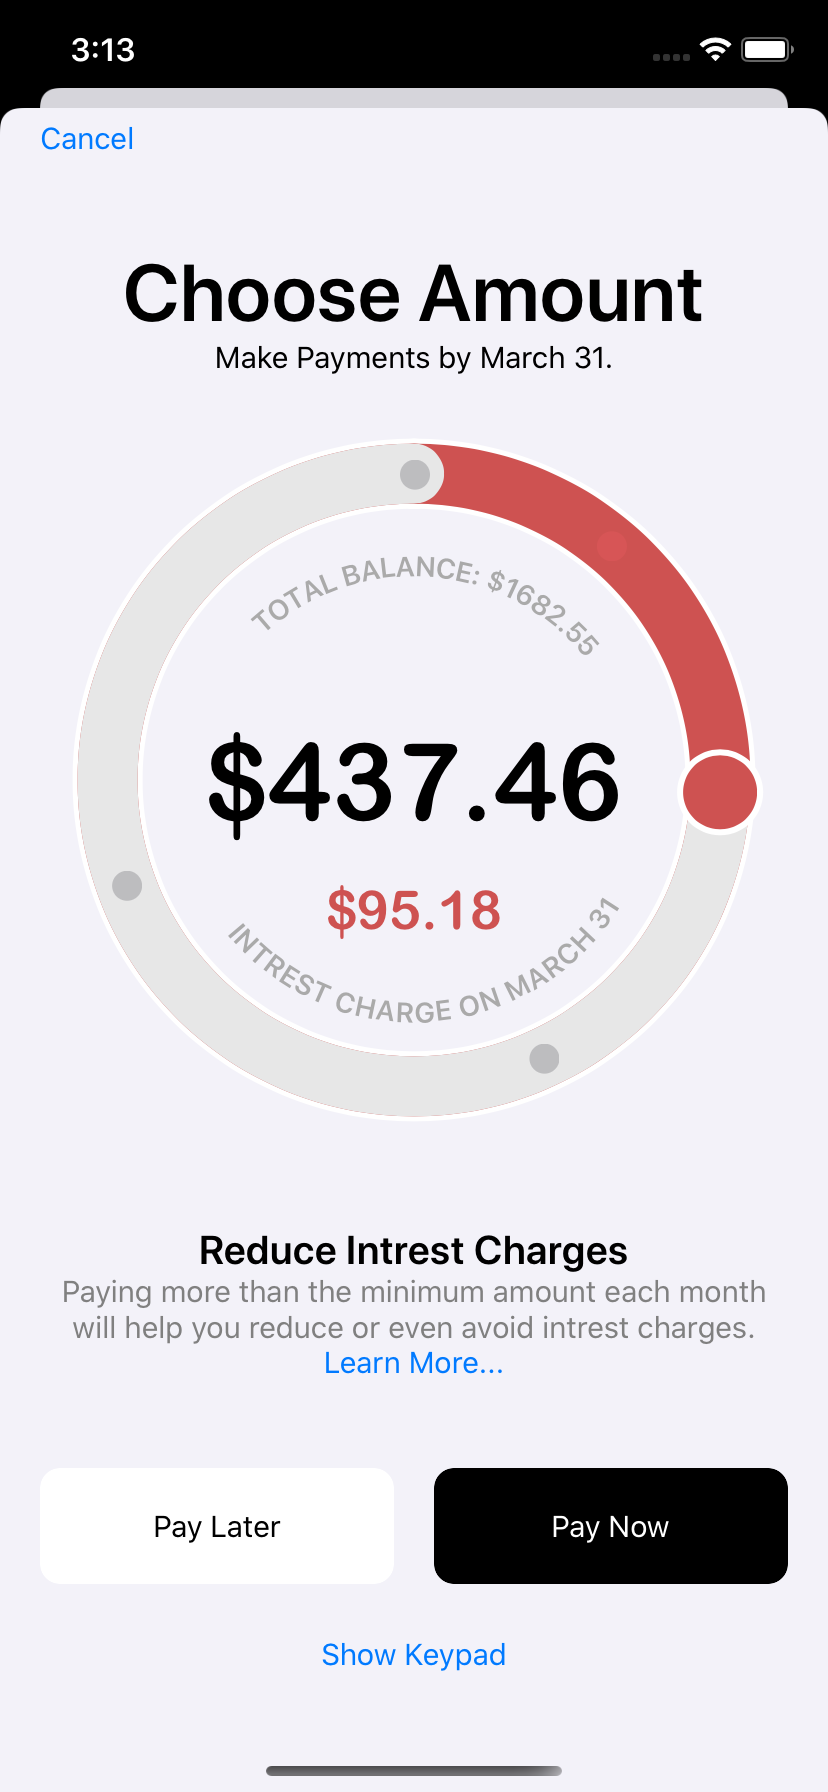 3:13
Cancel
Choose Amount
Make Payments by March 31.
TOTAL BALANCE: $1682.55
$437.46
$95.18
INTREST CHARGE ON MARCH 31
Reduce Intrest Charges
Paying more than the minimum amount each month
will help you reduce or even avoid intrest charges.
Learn More...
Pay Later
Pay Now
Show Keypad